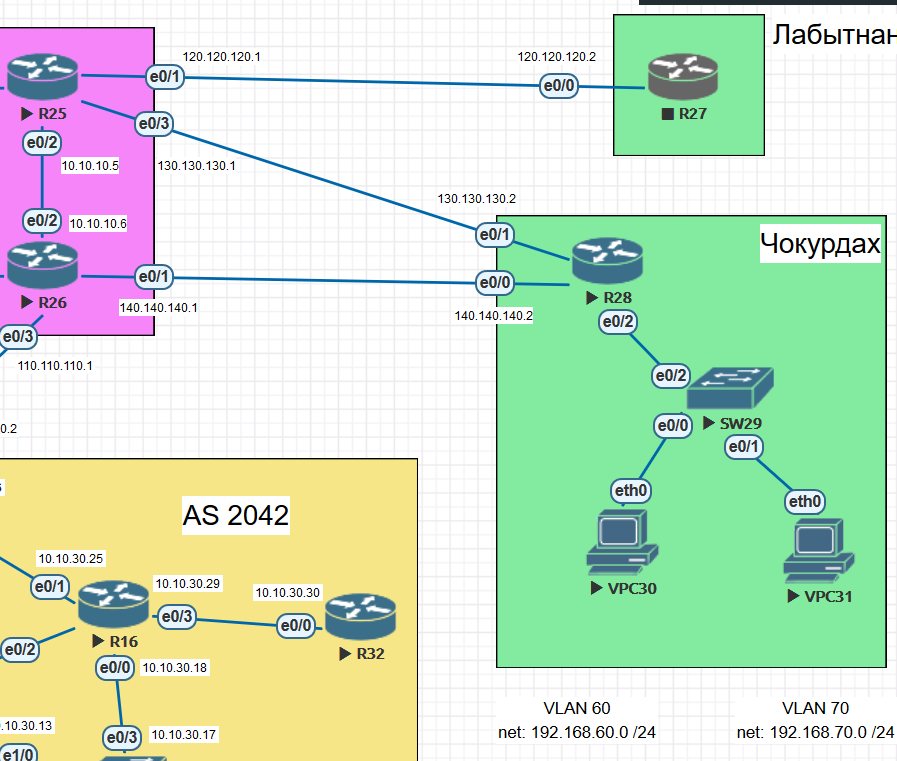 Лабытнан
120.120.120.1
120.120.120.2
e0/1
e0/0
R25
R27
e0/3
e0/2
10.10.10.5
130.130.130.1
130.130.130.2
e0/2
10.10.10.6
e0/1
Чокурдах
e0/1
e0/0
R26
R28
140.140.140.1
140.140.140.2
e0/2
e0/3
110.110.110.1
e0/2
SW29
0.2
e0/0
e0/1
eth0
eth0
AS 2042
10.10.30.25
e0/1
10.10.30.29
10.10.30.30
VPC30
VPC31
e0/3
e0/0
R16
R32
e0/2
e0/0
10.10.30.18
VLAN 60
VLAN 70
net: 192.168.60.0 /24
net: 192.168.70.0 /24
.10.30.13
e0/3
10.10.30.17
e1/0